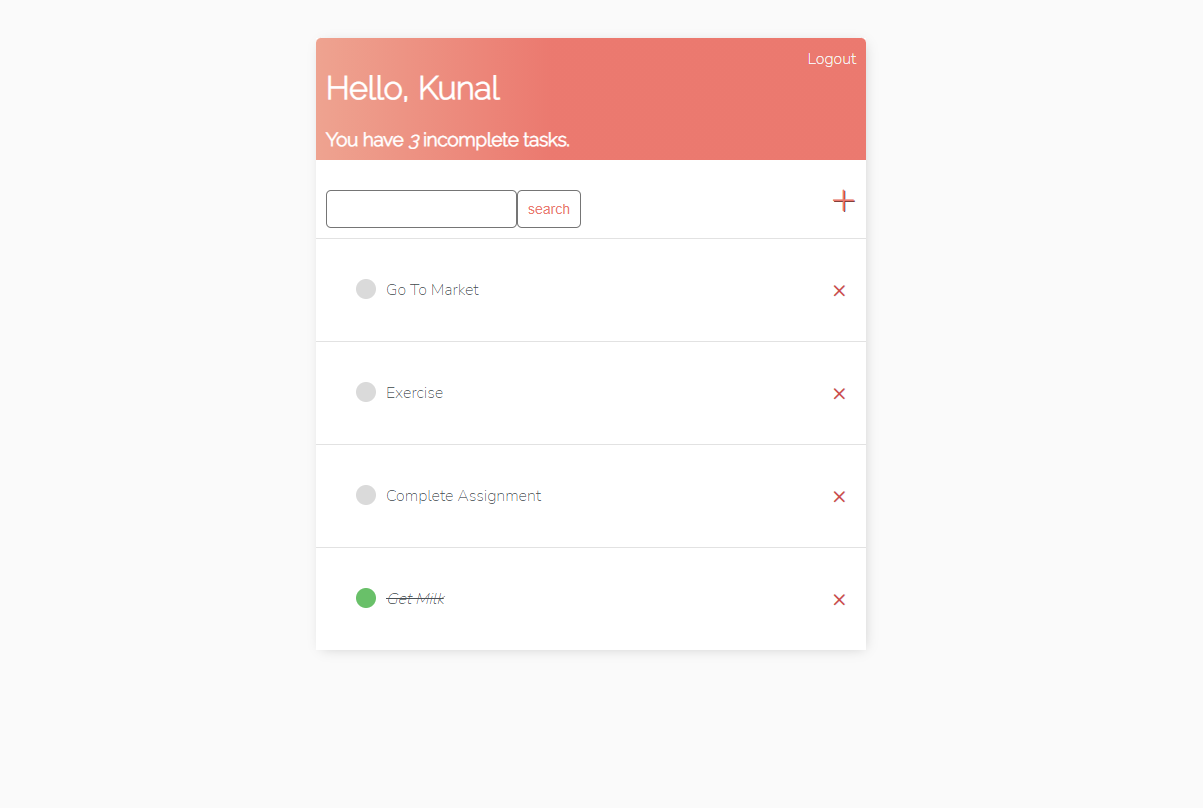 Logout
Hello, Kunal
You have 3 incomplete tasks.
search
Go To Market
Exercise
Complete Assignment
Get Milk